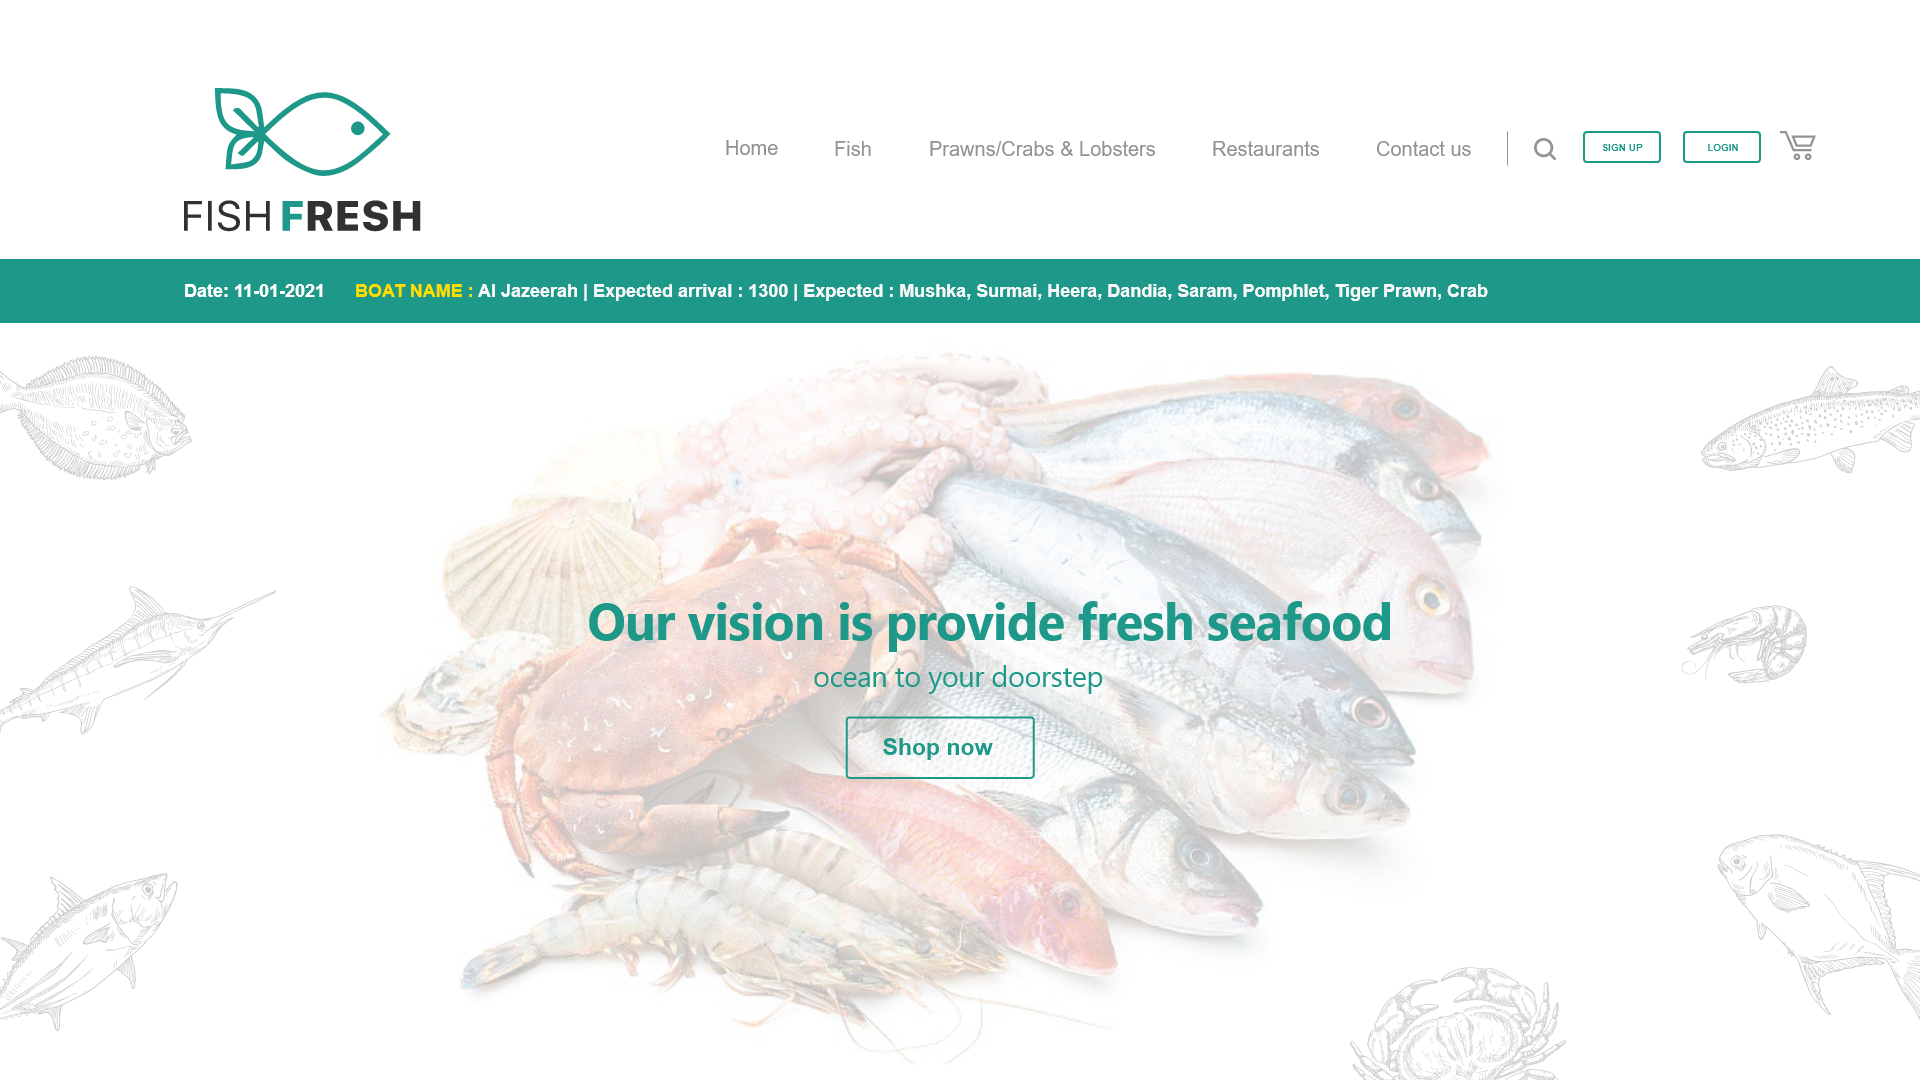 FISH FRESH
Home
Fish
Prawns/Crabs & Lobsters
Restaurants
Contact us
SIGN UP
LOGIN
Date: 11-01-2021 BOAT NAME : Al Jazeerah | Expected arrival : 1300 | Expected : Mushka, Surmai, Heera, Dandia, Saram, Pomphlet, Tiger Prawn, Crab
Our vision is provide fresh seafood
ocean to your doorstep
Shop now